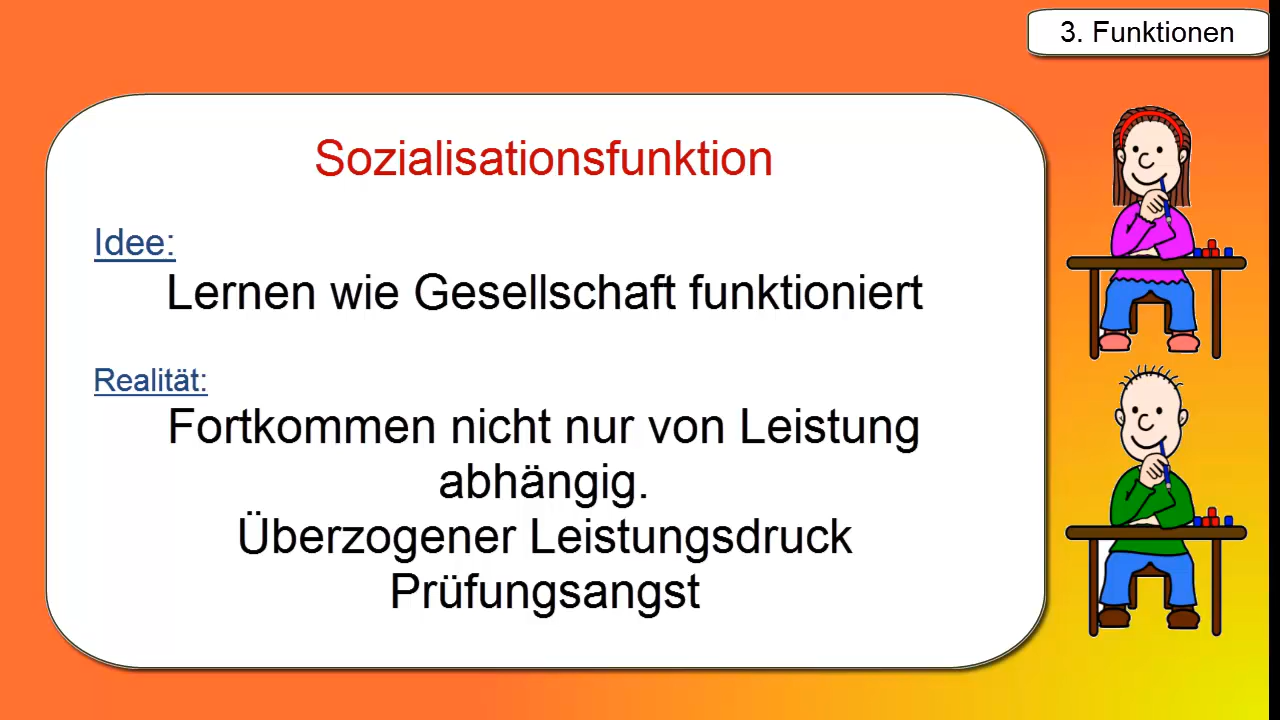 3. Funktionen
Sozialisationsfunktion
Idee:
Lernen wie Gesellschaft funktioniert
Realität:
Fortkommen nicht nur von Leistung
abhängig.
Überzogener Leistungsdruck
Prüfungsangst